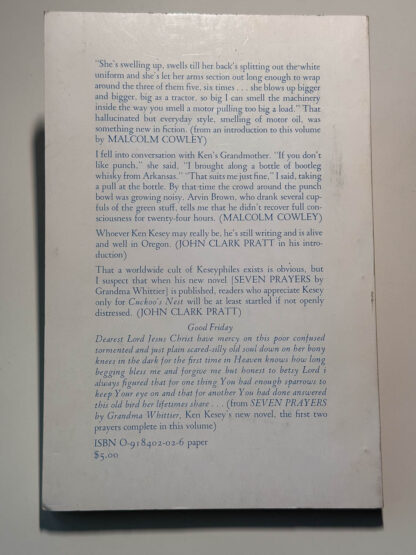 "She's swelling up, swells till her back's splitting out the white
uniform and she's let her arms section out long enough to wrap
around the three of them five, six times . . . she blows up bigger
and bigger, big as a tractor, so big I can smell the machinery
inside the way you smell a motor pulling too big a load." That
hallucinated but everyday style, smelling of motor oil, was
something new in fiction. (from an introduction to this volume
by MALCOLM COWLEY)
I fell into conversation with Ken's Grandmother. "If you don't
like punch," she said, "I brought along a bottle of bootleg
whisky from Arkansas." "That suits me just fine," I said, taking
a pull at the bottle. By that time the crowd around the punch
bowl was growing noisy. Arvin Brown, who drank several cup-
fuls of the green stuff, tells me that he didn't recover full con-
sciousness for twenty-four hours. (MALCOLM COWLEY)
Whoever Ken Kesey may really be, he's still writing and is alive
and well in Oregon. (JOHN CLARK PRATT in his intro-
duction)
That a worldwide cult of Keseyphiles exists is obvious, but
I suspect that when his new novel [SEVEN PRAYERS by
Grandma Whittier] is published, readers who appreciate Kesey
only for Cuckoo's Nest will be at least startled if not openly
distressed. (JOHN CLARK PRATT)
Good Friday
Dearest Lord Jesus Christ have mercy on this poor confused
tormented and just plain scared-silly old soul down on her bony
knees in the dark for the first time in Heaven knows how long
begging bless me and forgive me but honest to betsy Lord i
always figured that for one thing You had enough sparrows to
keep Your eye on and that for another You had done answered
this old bird her lifetimes share . . . (from SEVEN PRAYERS
by Grandma Whittier, Ken Kesey's new novel, the first two
prayers complete in this volume)
ISBN 0-918402-02-6 paper
$5.00